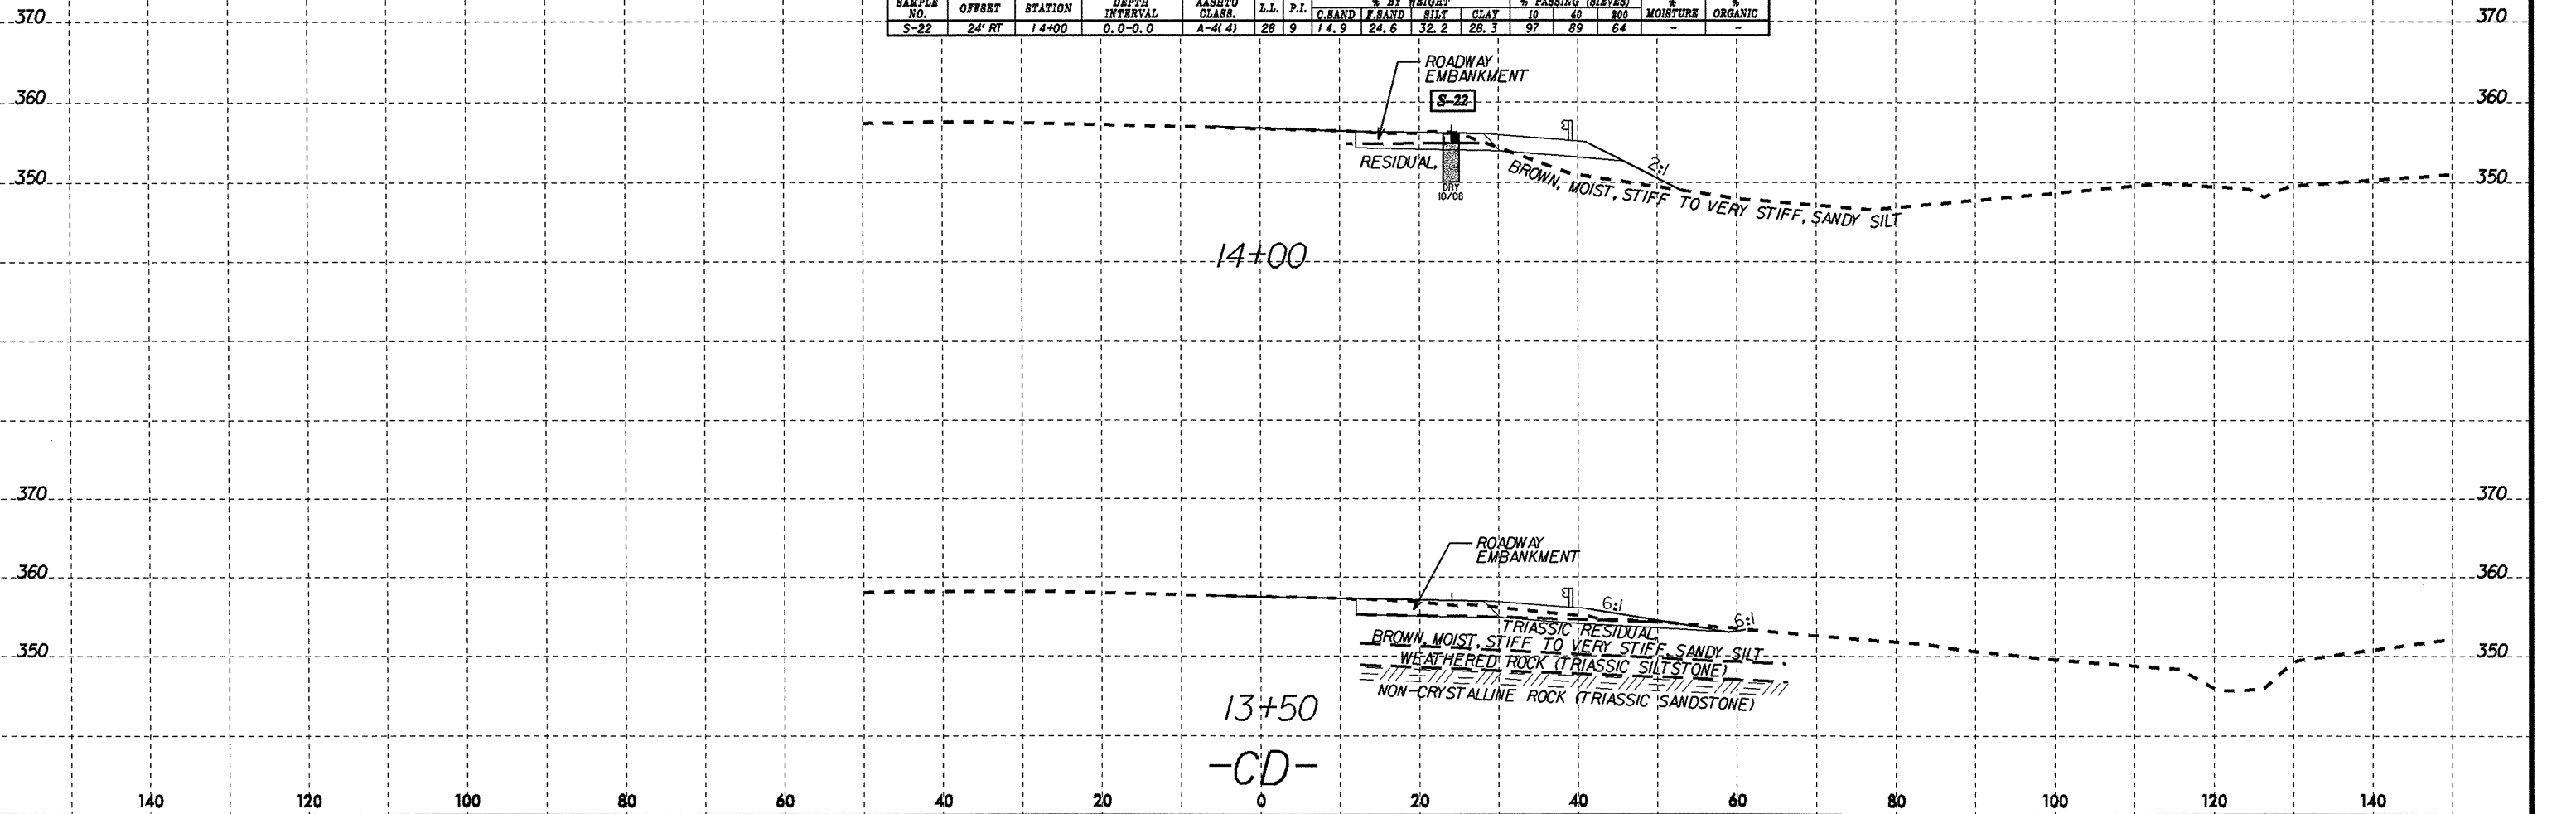 SAMPLE NO. OFFSET STATION DEPTH INTERVAL AASHTO CLASS. L.L. P.I. % BY WEIGHT C.SAND F.SAND SILT CLAY % PASSING (SIEVES) 10 40 200 % MOISTURE % ORGANIC
S-22 24' RT 14+00 0.0-0.0 A-4(4) 28 9 14.9 24.6 32.2 28.3 97 89 64 - -
370 370
ROADWAY
EMBANKMENT
S-22
360 360
RESIDUAL,
BROWN, MOIST, STIFF TO VERY STIFF, SANDY SILT
2:1
350 350
DRY
10/08
14+00
370 370
ROADWAY
EMBANKMENT
360 360
6:1
6:1
TRIASSIC RESIDUAL,
BROWN, MOIST, STIFF TO VERY STIFF, SANDY SILT
350 350
WEATHERED ROCK (TRIASSIC SILTSTONE)
NON-CRYSTALLINE ROCK (TRIASSIC SANDSTONE)
13+50
-CD-
140 120 100 80 60 40 20 0 20 40 60 80 100 120 140